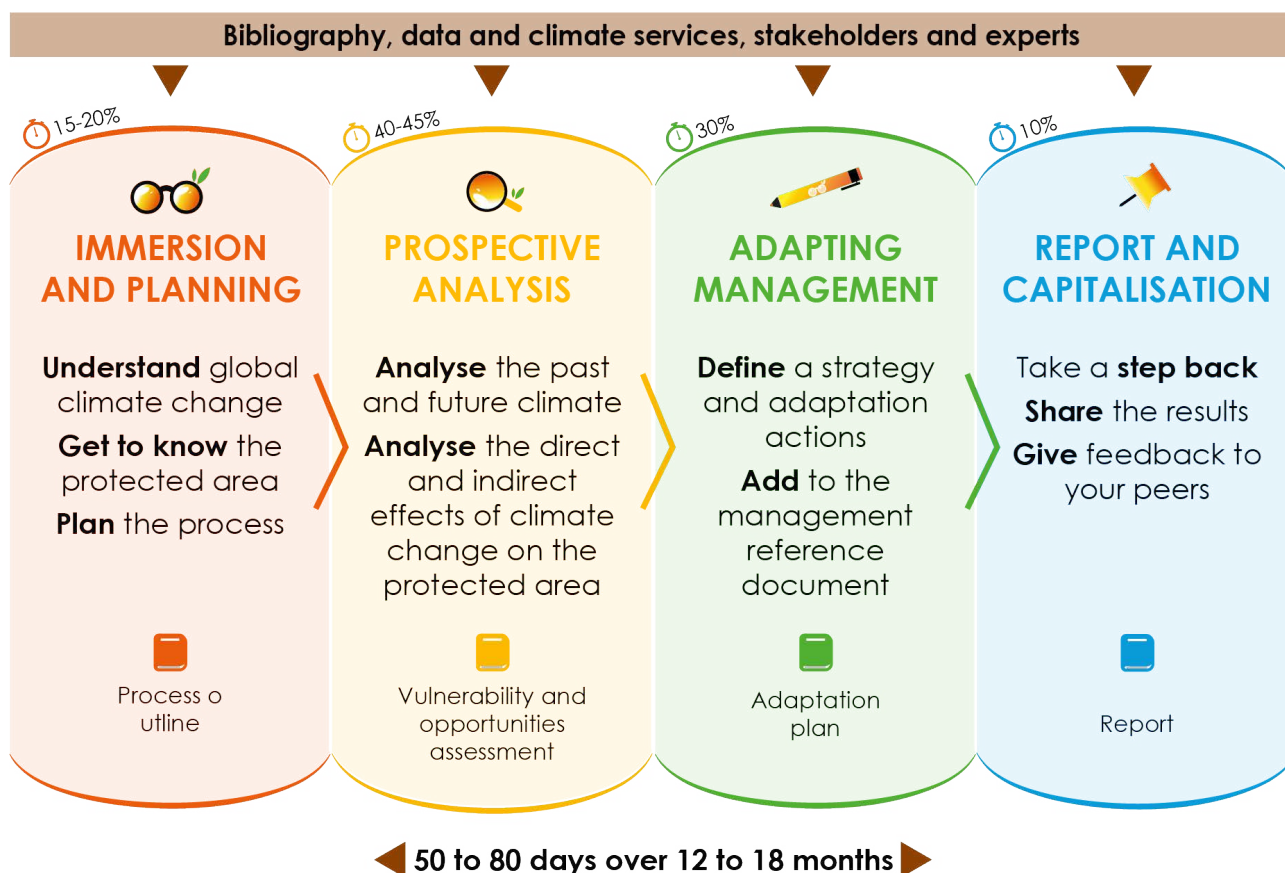 Bibliography, data and climate services, stakeholders and experts
15-20%
IMMERSION
AND PLANNING
Understand global
climate change
Get to know the
protected area
Plan the process
Process o
utline
40-45%
PROSPECTIVE
ANALYSIS
Analyse the past
and future climate
Analyse the direct
and indirect
effects of climate
change on the
protected area
Vulnerability and
opportunities
assessment
30%
ADAPTING
MANAGEMENT
Define a strategy
and adaptation
actions
Add to the
management
reference
document
Adaptation
plan
10%
REPORT AND
CAPITALISATION
Take a step back
Share the results
Give feedback to
your peers
Report
50 to 80 days over 12 to 18 months